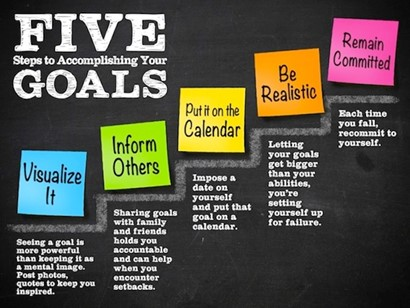 FIVE
Steps to Accomplishing Your
GOALS
Visualize
It
Seeing a goal is
more powerful
than keeping it as
a mental image.
Post photos,
quotes to keep you
inspired.
Inform
Others
Sharing goals
with family
and friends
holds you
accountable
and can help
when you
encounter
setbacks.
Put it on the
Calendar
Impose a
date on
yourself
and put
that goal
on a
calendar.
Be
Realistic
Letting
your goals
get bigger
than your
abilities,
you're
setting
yourself up
for failure.
Remain
Committed
Each time
you fall,
recommit to
yourself.